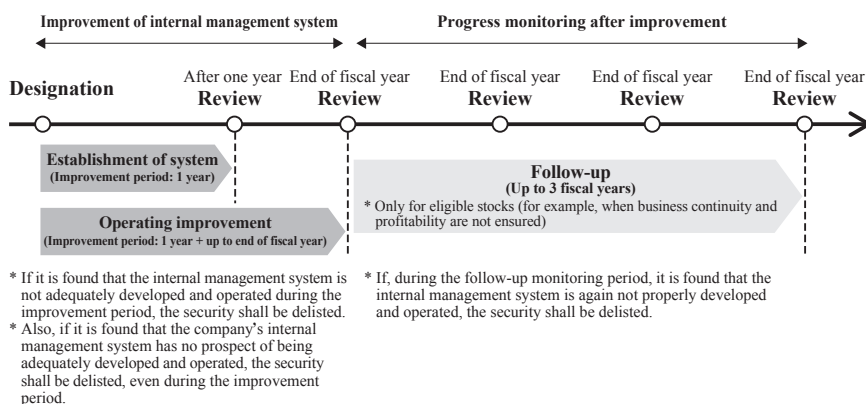 Improvement of internal management system
Progress monitoring after improvement
Designation
After one year
Review
End of fiscal year
Review
End of fiscal year
Review
End of fiscal year
Review
End of fiscal year
Review
Establishment of system
(Improvement period: 1 year)
Operating improvement
(Improvement period: 1 year + up to end of fiscal year)
Follow-up
(Up to 3 fiscal years)
* Only for eligible stocks (for example, when business continuity and
profitability are not ensured)
* If it is found that the internal management system is
not adequately developed and operated during the
improvement period, the security shall be delisted.
* Also, if it is found that the company's internal
management system has no prospect of being
adequately developed and operated, the security
shall be delisted, even during the improvement
period.
* If, during the follow-up monitoring period, it is found that the
internal management system is again not properly developed
and operated, the security shall be delisted.